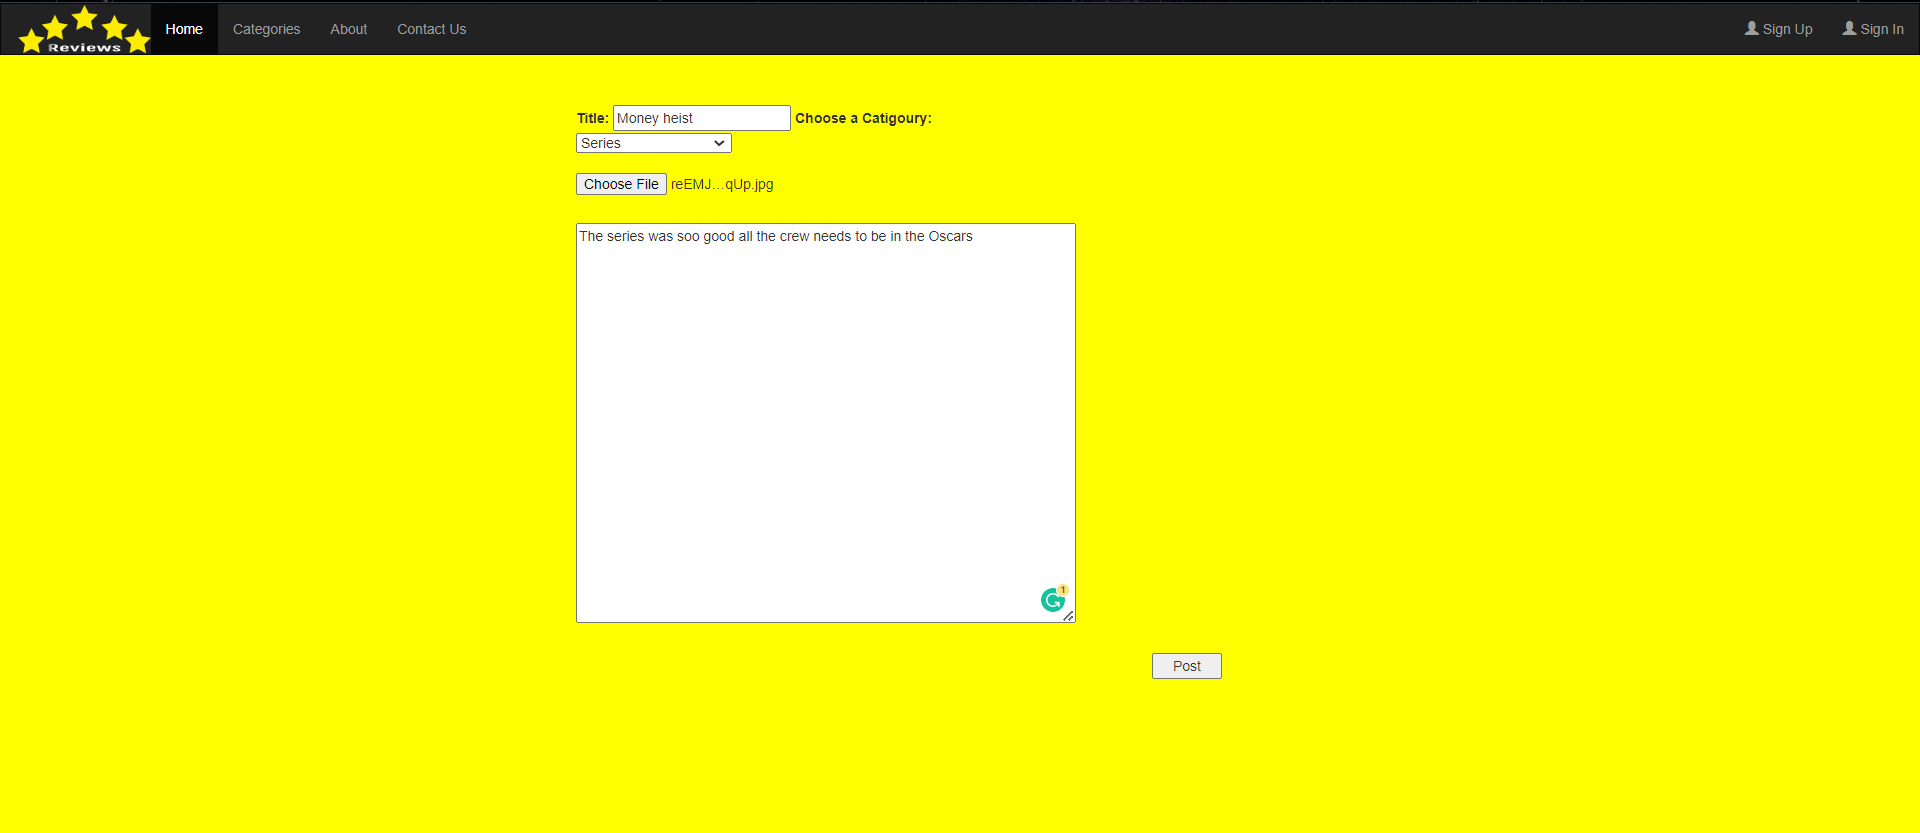 Reviews
Home Categories About Contact Us Sign Up Sign In
Title: Money heist Choose a Catigoury:
Series
Choose File reEMJ...qUp.jpg
The series was soo good all the crew needs to be in the Oscars
1
Post